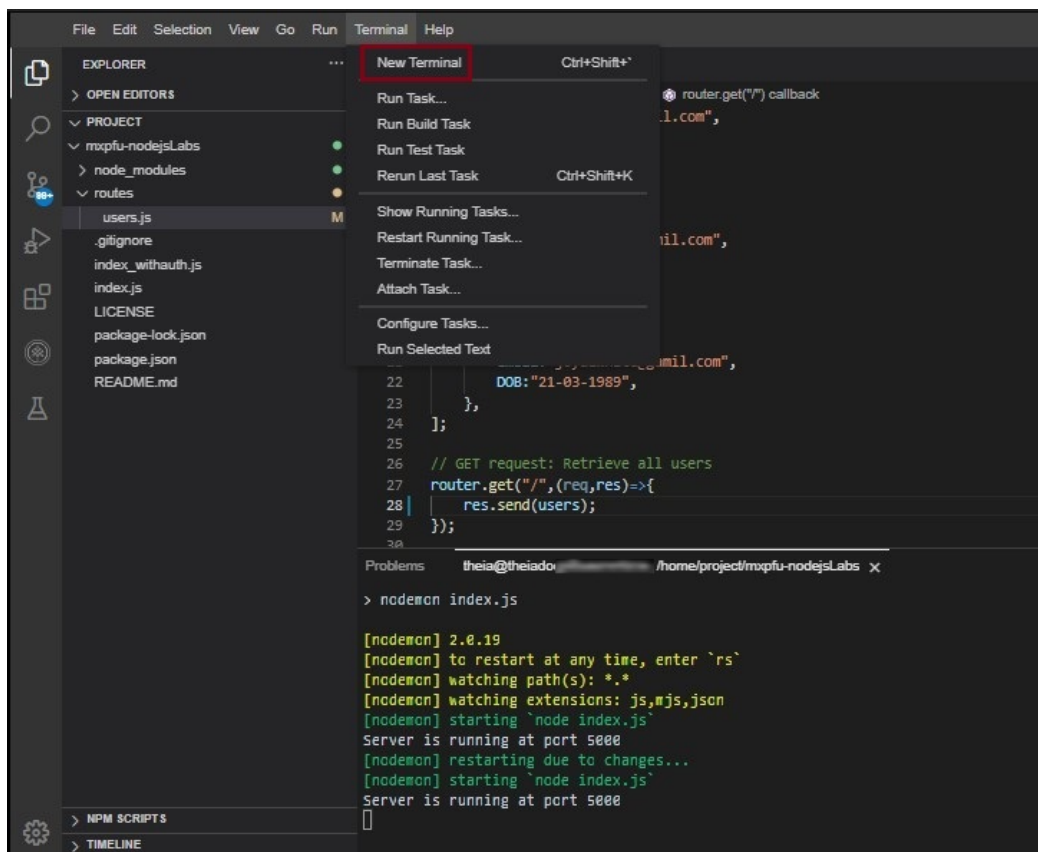 File Edit Selection View Go Run Terminal Help
EXPLORER ...
> OPEN EDITORS
PROJECT
mxpfu-nodejsLabs
> node_modules
routes
users.js M
.gitignore
index_withauth.js
index.js
LICENSE
package-lock.json
package.json
README.md
99+
> NPM SCRIPTS
> TIMELINE
New Terminal Ctrl+Shift+`
Run Task...
Run Build Task
Run Test Task
Rerun Last Task Ctrl+Shift+K
Show Running Tasks...
Restart Running Task...
Terminate Task...
Attach Task...
Configure Tasks...
Run Selected Text
router.get("/") callback
l.com",
il.com",
mil.com",
22 DOB:"21-03-1989",
23 },
24 ];
25
26 // GET request: Retrieve all users
27 router.get("/",(req,res)=>{
28 res.send(users);
29 });
30
Problems theia@theiado /home/project/mxpfu-nodejsLabs ×
> nodemon index.js
[nodemon] 2.0.19
[nodemon] to restart at any time, enter `rs`
[nodemon] watching path(s): *.*
[nodemon] watching extensions: js,mjs,json
[nodemon] starting `node index.js`
Server is running at port 5000
[nodemon] restarting due to changes...
[nodemon] starting `node index.js`
Server is running at port 5000